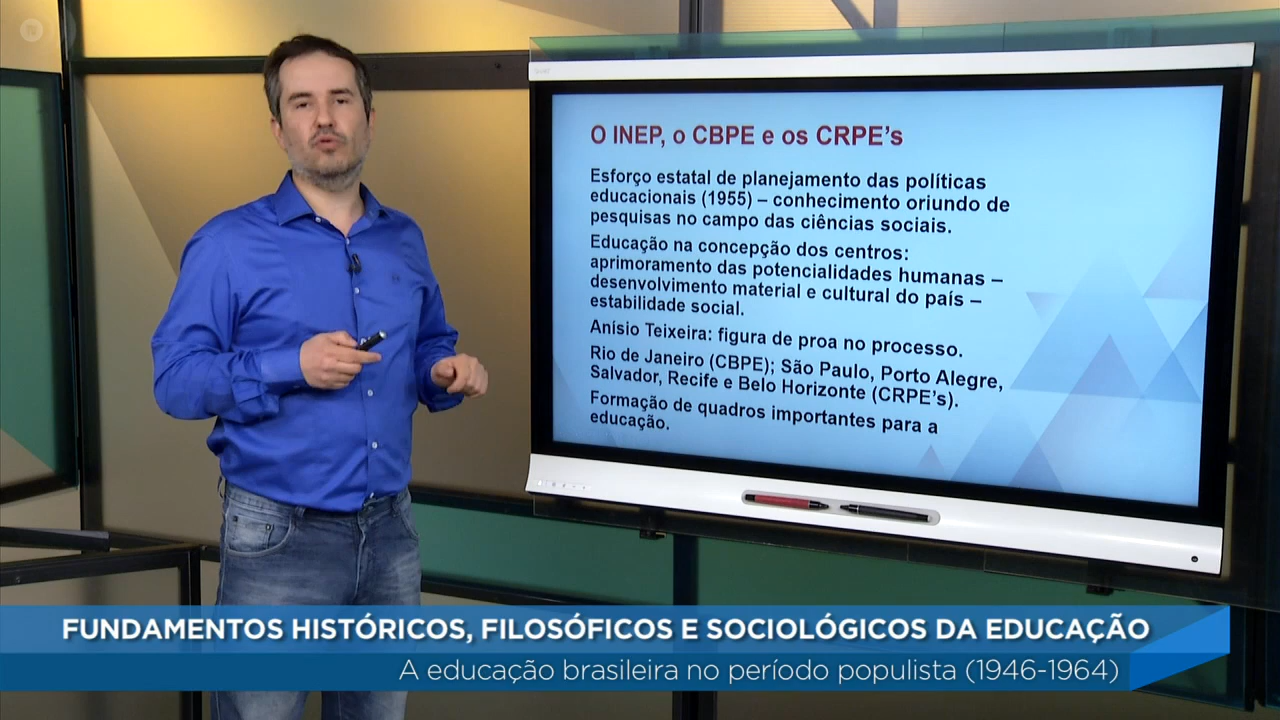 O INEP, o CBPE e os CRPE's
Esforço estatal de planejamento das políticas
educacionais (1955) – conhecimento oriundo de
pesquisas no campo das ciências sociais.
Educação na concepção dos centros:
aprimoramento das potencialidades humanas –
desenvolvimento material e cultural do país –
estabilidade social.
Anísio Teixeira: figura de proa no processo.
Rio de Janeiro (CBPE); São Paulo, Porto Alegre,
Salvador, Recife e Belo Horizonte (CRPE's).
Formação de quadros importantes para a
educação.
FUNDAMENTOS HISTÓRICOS, FILOSÓFICOS E SOCIOLÓGICOS DA EDUCAÇÃO
A educação brasileira no período populista (1946-1964)